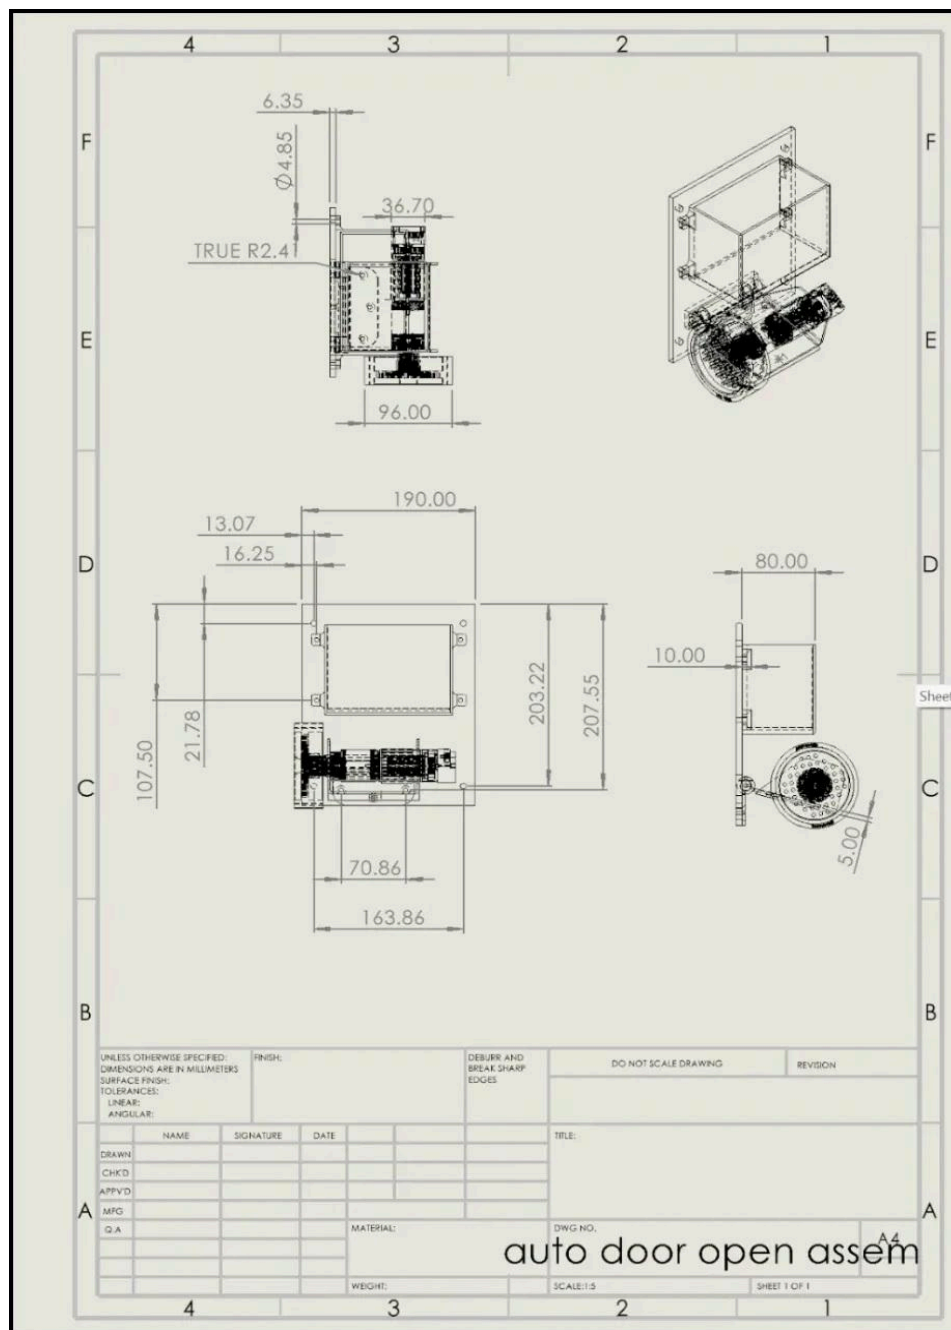 4 3 2 1
F F
E E
D D
C C
B B
A A
6.35
Ø4.85
36.70
TRUE R2.41
96.00
190.00
13.07
16.25
107.50
21.78
203.22
207.55
70.86
163.86
80.00
10.00
5.00
Sheet
UNLESS OTHERWISE SPECIFIED:
DIMENSIONS ARE IN MILLIMETERS
SURFACE FINISH:
TOLERANCES:
LINEAR:
ANGULAR:
FINISH:
DEBURR AND
BREAK SHARP
EDGES
DO NOT SCALE DRAWING
REVISION
NAME SIGNATURE DATE
DRAWN
CHK'D
APPV'D
MFG
Q.A
TITLE:
MATERIAL:
DWG NO.
auto door open assem
A4
WEIGHT:
SCALE:1:5
SHEET 1 OF 1
4 3 2 1